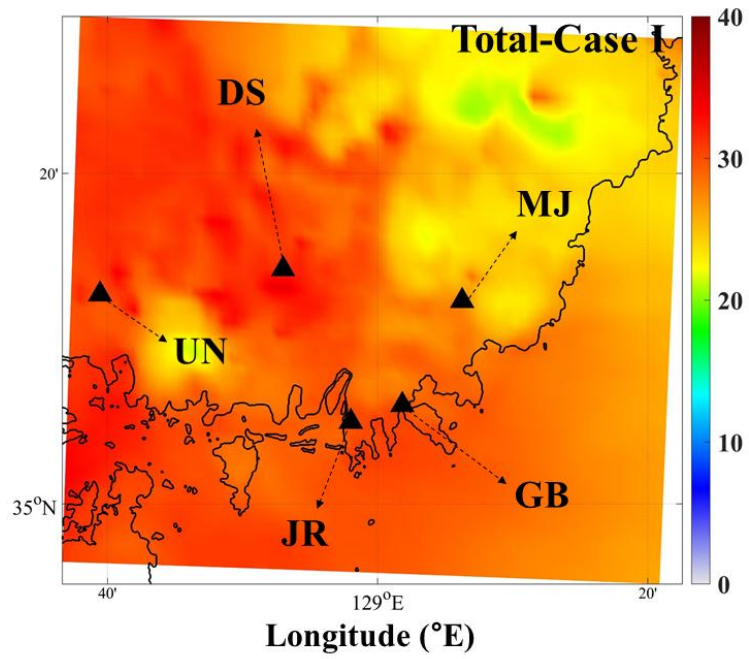 Total-Case I
DS
MJ
UN
GB
JR
20'
35°N
40'
129°E
20'
Longitude (°E)
40
30
20
10
0